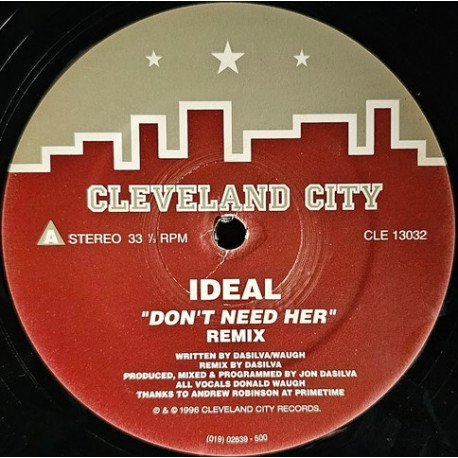 CLEVELAND CITY
A STEREO 33 ⅓ RPM CLE 13032
IDEAL
"DON'T NEED HER"
REMIX
WRITTEN BY DASILVA/WAUGH
REMIX BY DASILVA
PRODUCED, MIXED & PROGRAMMED BY JON DASILVA
ALL VOCALS DONALD WAUGH
THANKS TO ANDREW ROBINSON AT PRIMETIME
℗ & © 1996 CLEVELAND CITY RECORDS.
(019) 02839 - 500